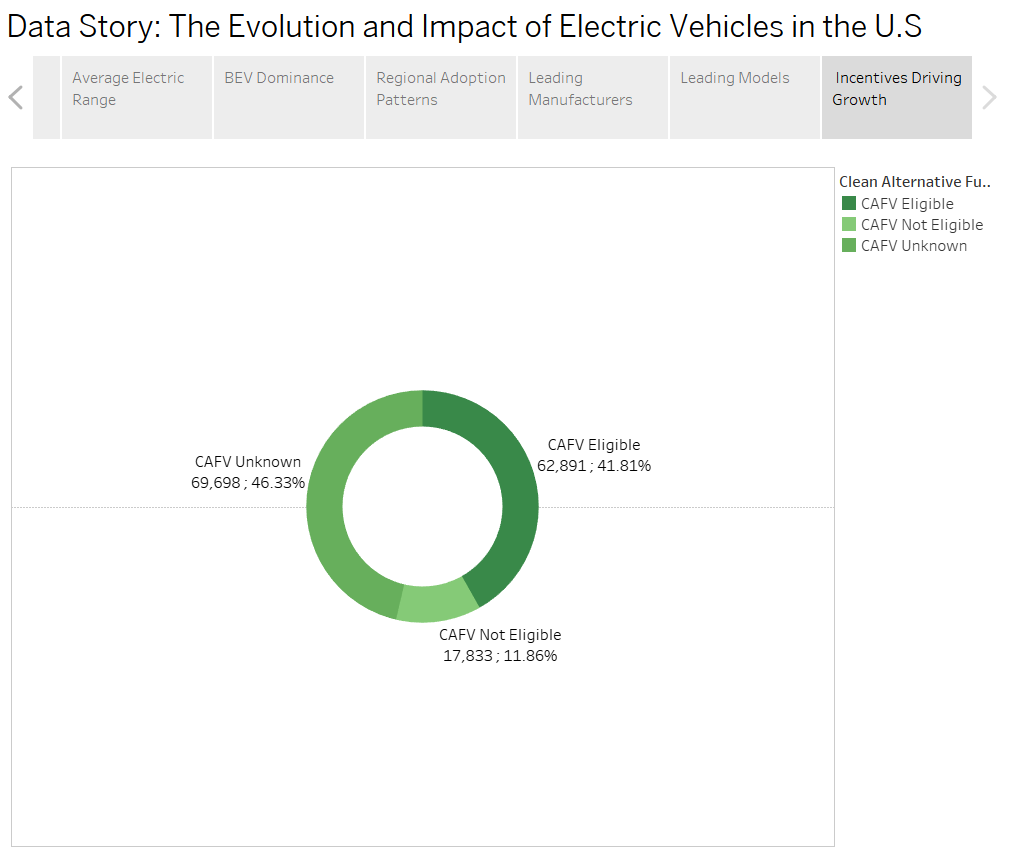 Data Story: The Evolution and Impact of Electric Vehicles in the U.S
Average Electric
Range
BEV Dominance
Regional Adoption
Patterns
Leading
Manufacturers
Leading Models
Incentives Driving
Growth
Clean Alternative Fu..
CAFV Eligible
CAFV Not Eligible
CAFV Unknown
CAFV Eligible
62,891 ; 41.81%
CAFV Unknown
69,698 ; 46.33%
CAFV Not Eligible
17,833 ; 11.86%